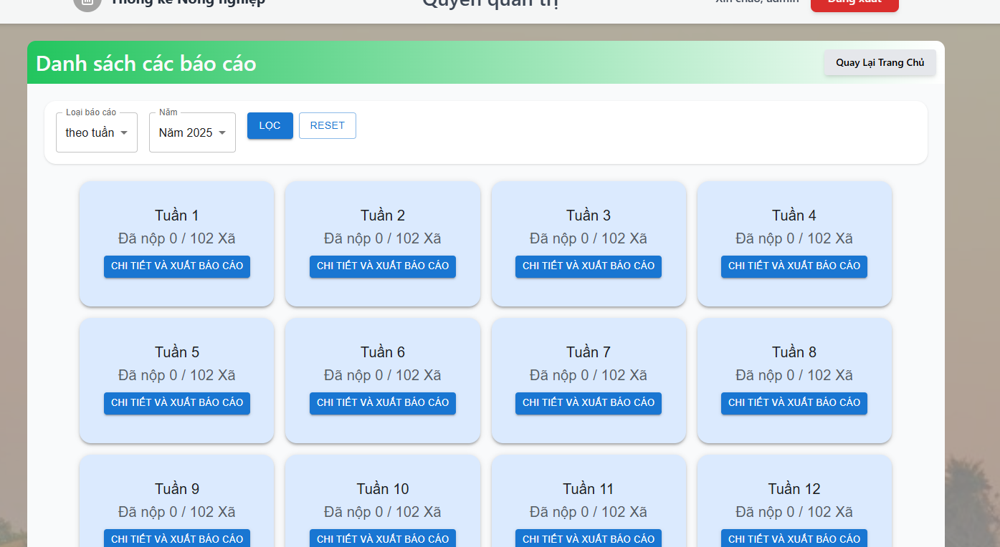 Thống kê Nông nghiệp
Quyền quản trị
Xin chào, admin
Đăng xuất
Danh sách các báo cáo
Quay Lại Trang Chủ
Loại báo cáo
theo tuần
Năm
Năm 2025
LỌC
RESET
Tuần 1
Đã nộp 0 / 102 Xã
CHI TIẾT VÀ XUẤT BÁO CÁO
Tuần 2
Đã nộp 0 / 102 Xã
CHI TIẾT VÀ XUẤT BÁO CÁO
Tuần 3
Đã nộp 0 / 102 Xã
CHI TIẾT VÀ XUẤT BÁO CÁO
Tuần 4
Đã nộp 0 / 102 Xã
CHI TIẾT VÀ XUẤT BÁO CÁO
Tuần 5
Đã nộp 0 / 102 Xã
CHI TIẾT VÀ XUẤT BÁO CÁO
Tuần 6
Đã nộp 0 / 102 Xã
CHI TIẾT VÀ XUẤT BÁO CÁO
Tuần 7
Đã nộp 0 / 102 Xã
CHI TIẾT VÀ XUẤT BÁO CÁO
Tuần 8
Đã nộp 0 / 102 Xã
CHI TIẾT VÀ XUẤT BÁO CÁO
Tuần 9
Đã nộp 0 / 102 Xã
CHI TIẾT VÀ XUẤT BÁO CÁO
Tuần 10
Đã nộp 0 / 102 Xã
CHI TIẾT VÀ XUẤT BÁO CÁO
Tuần 11
Đã nộp 0 / 102 Xã
CHI TIẾT VÀ XUẤT BÁO CÁO
Tuần 12
Đã nộp 0 / 102 Xã
CHI TIẾT VÀ XUẤT BÁO CÁO